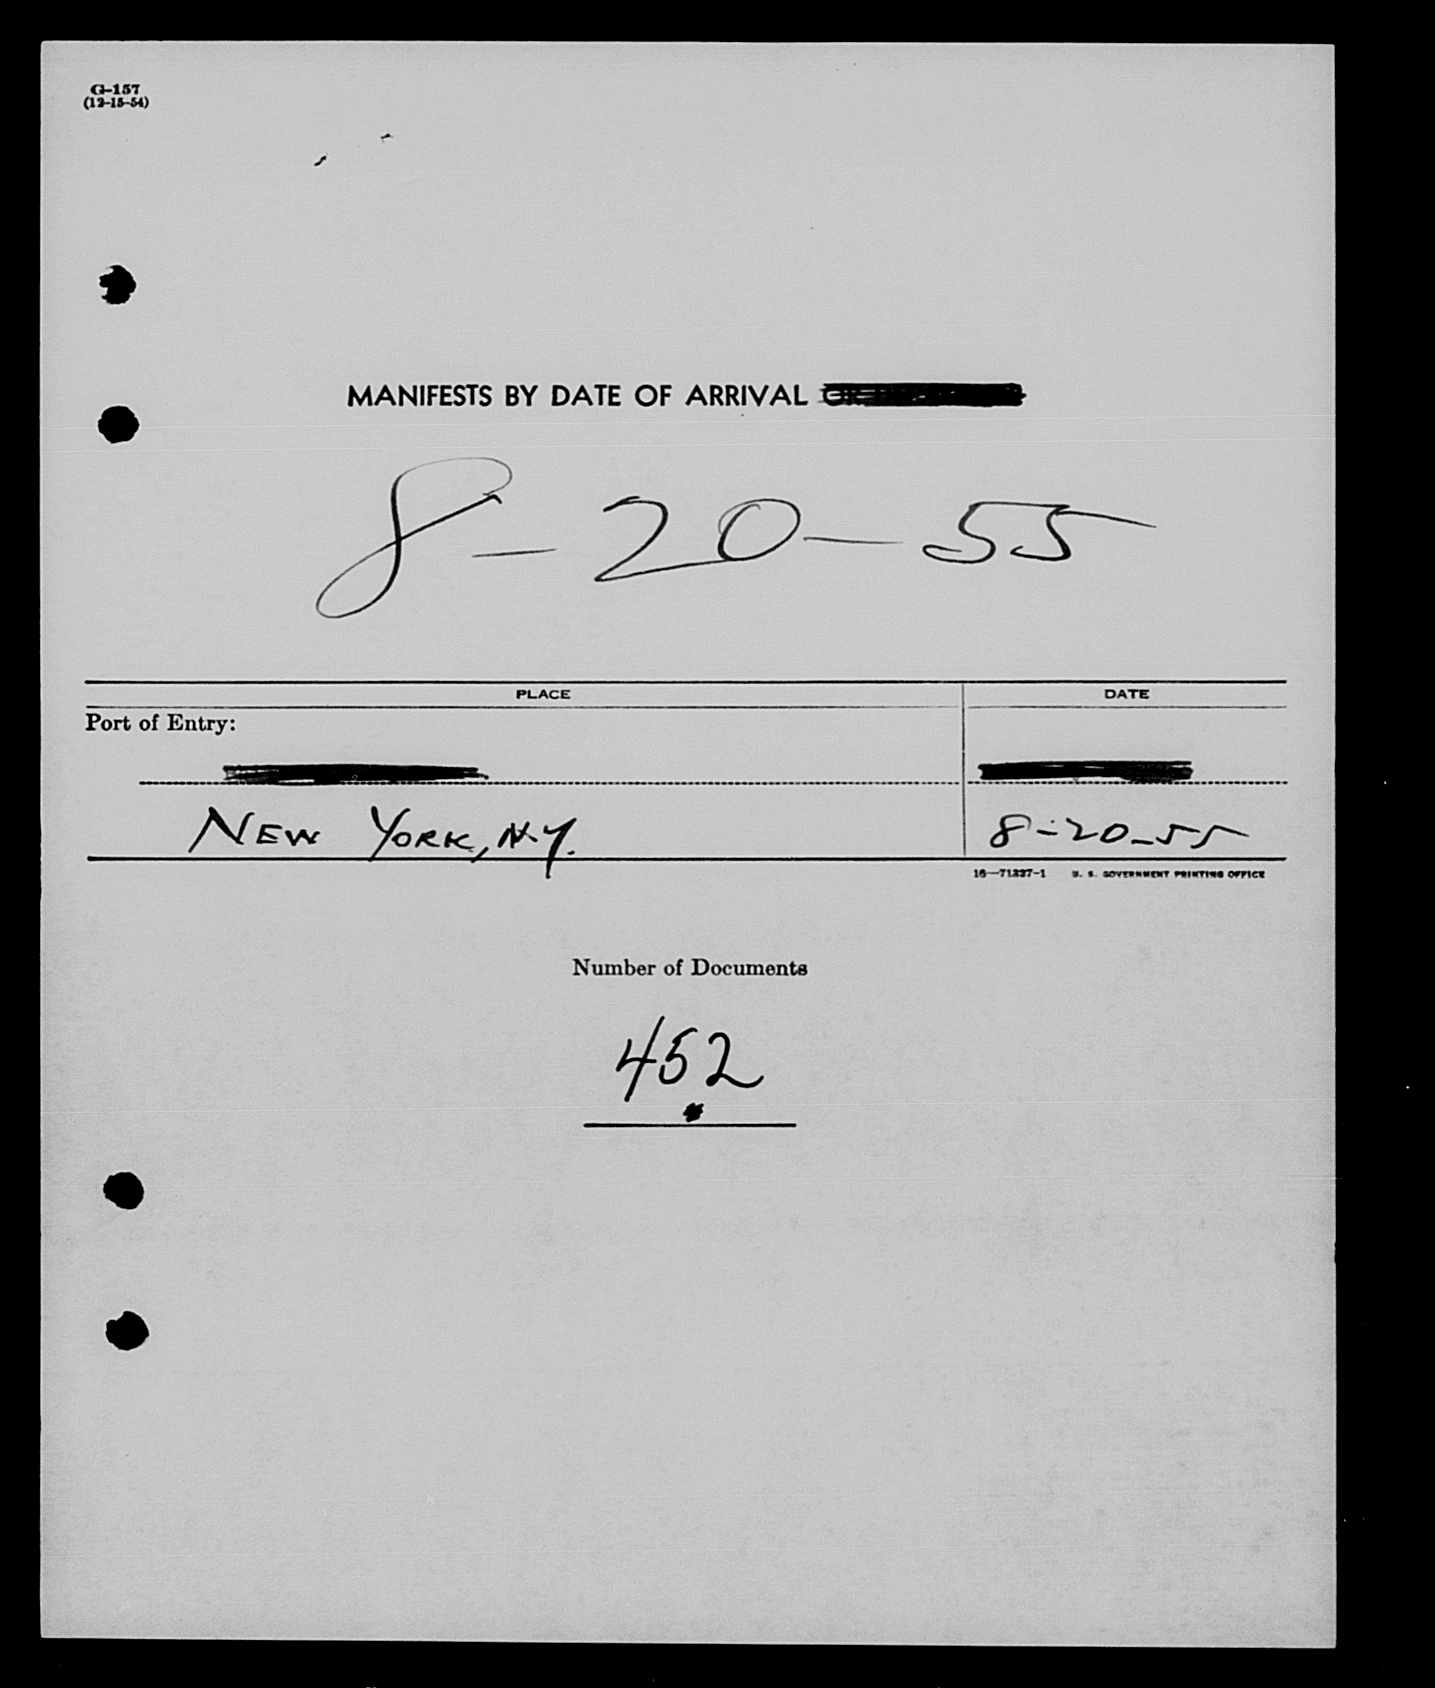 G-157
(12-15-54)
MANIFESTS BY DATE OF ARRIVAL
8-20-55
PLACE DATE
Port of Entry:
NEW YORK, N.Y. 8-20-55
16—71227-1 U. S. GOVERNMENT PRINTING OFFICE
Number of Documents
452